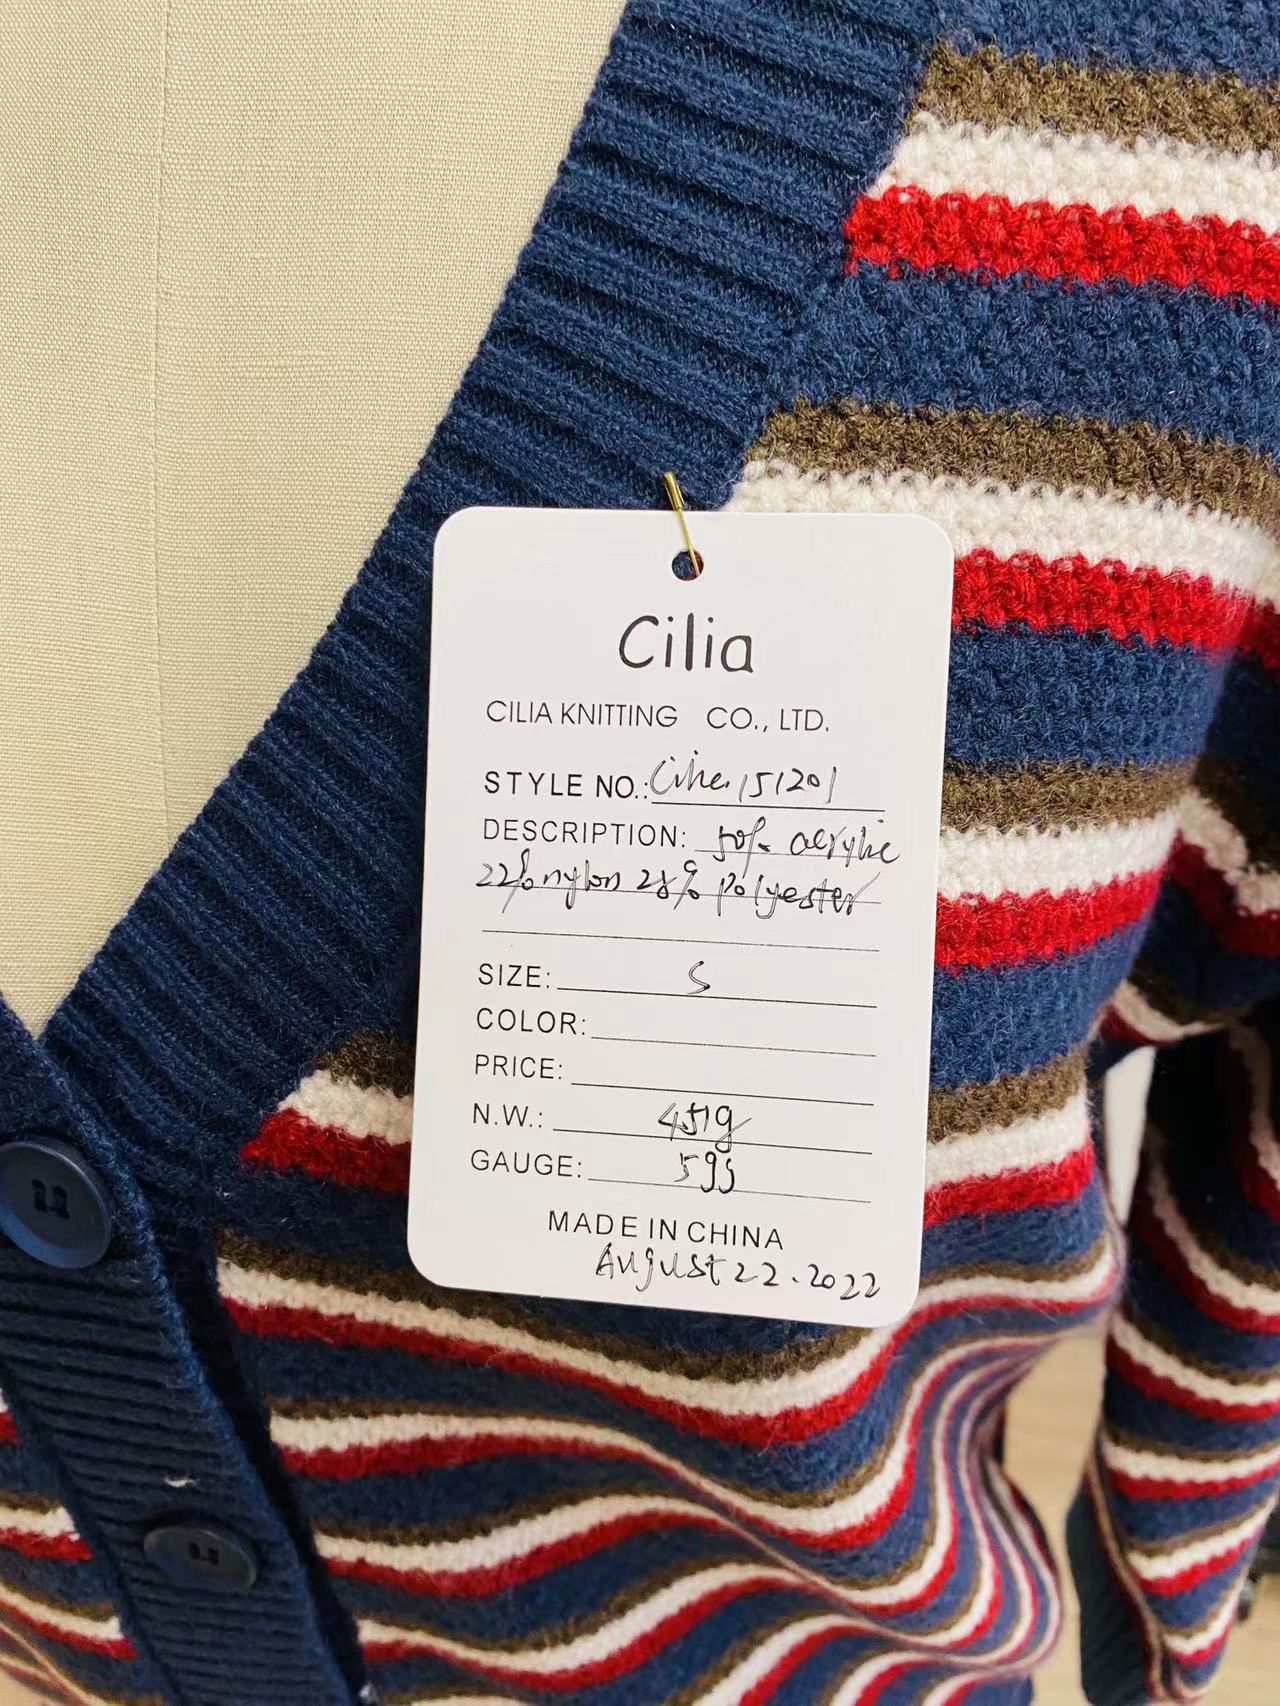 Cilia
CILIA KNITTING CO., LTD.
STYLE NO.: 151201
DESCRIPTION: 50% acrylic
22% nylon 28% polyester
SIZE: S
COLOR:
PRICE:
N.W.: 451g
GAUGE: 5gg
MADE IN CHINA
August 22. 2022